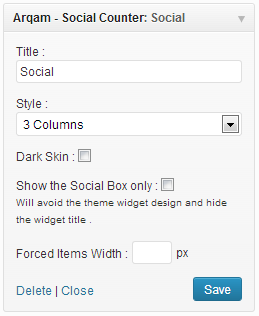 Arqam - Social Counter: Social
Title :
Social
Style :
3 Columns
Dark Skin :
Show the Social Box only :
Will avoid the theme widget design and hide
the widget title .
Forced Items Width : px
Delete | Close Save